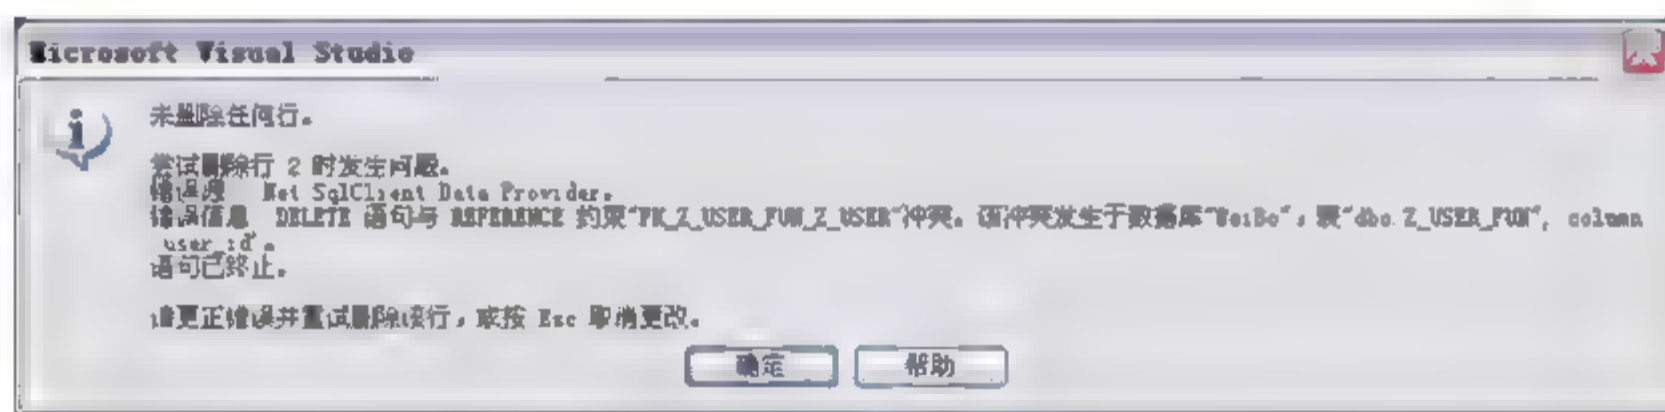 Microsoft Visual Studio
未删除任何行。
尝试删除行 2 时发生问题。
错误源 .Net SqlClient Data Provider。
错误信息 DELETE 语句与 REFERENCE 约束"FK_Z_USER_FUN_Z_USER"冲突。该冲突发生于数据库"WeiBo"，表"dbo.Z_USER_FUN", column
'user_id'。
语句已终止。
请更正错误并重试删除该行，或按 Esc 取消更改。
确定
帮助